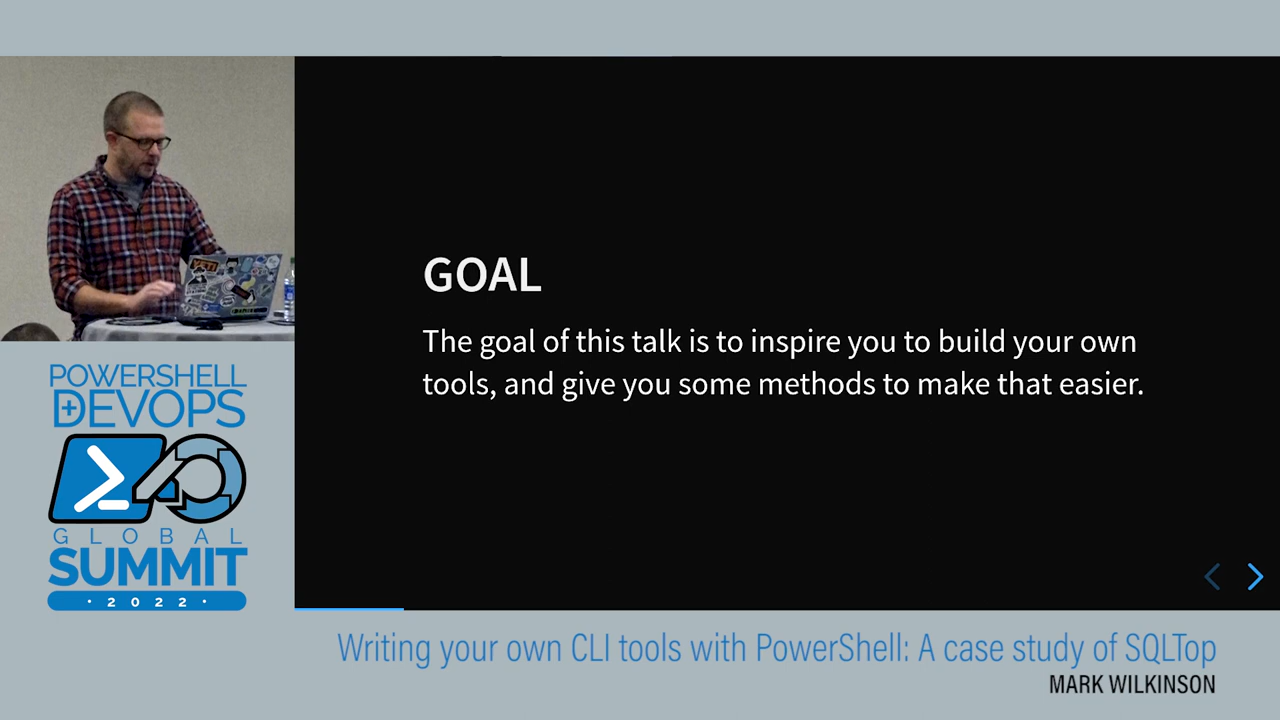 YETI
POWERSHELL
+DEVOPS
GLOBAL
SUMMIT
· 2022 ·
GOAL
The goal of this talk is to inspire you to build your own
tools, and give you some methods to make that easier.
Writing your own CLI tools with PowerShell: A case study of SQLTop
MARK WILKINSON